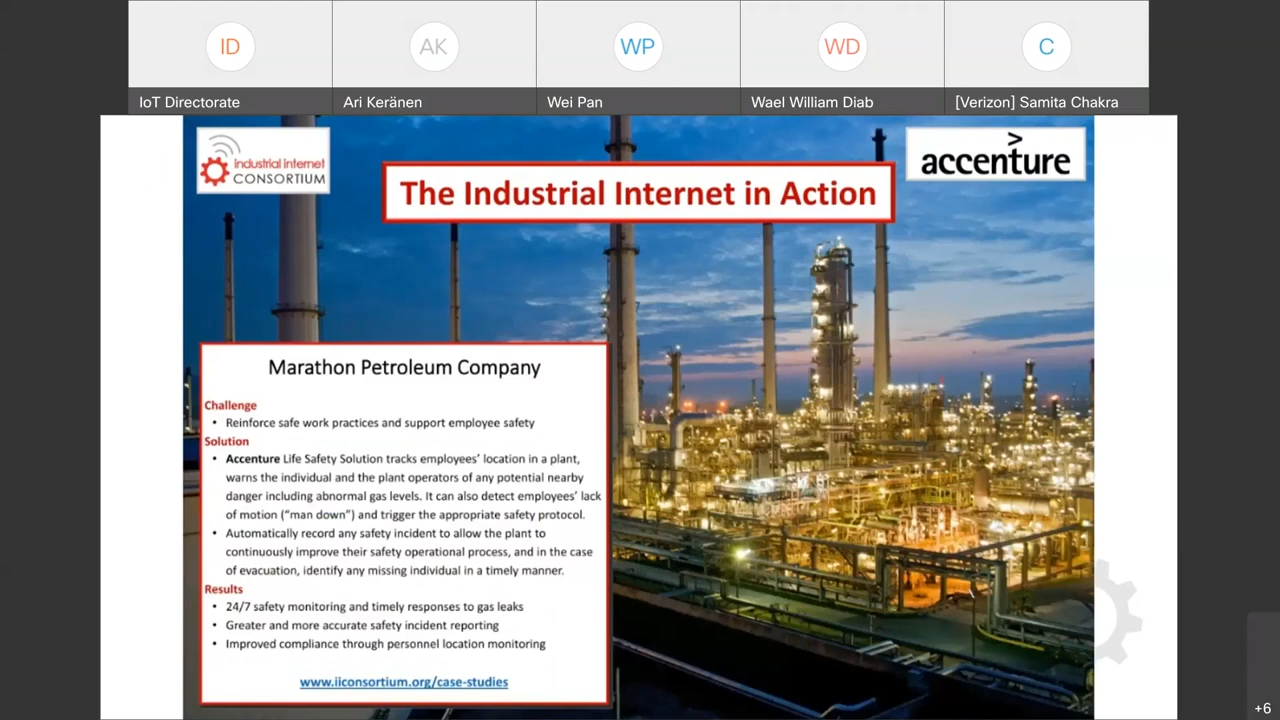 ID
AK
WP
WD
C
IoT Directorate
Ari Keränen
Wei Pan
Wael William Diab
[Verizon] Samita Chakra
industrial internet
CONSORTIUM
The Industrial Internet in Action
>
accenture
Marathon Petroleum Company
Challenge
• Reinforce safe work practices and support employee safety
Solution
• Accenture Life Safety Solution tracks employees’ location in a plant,
warns the individual and the plant operators of any potential nearby
danger including abnormal gas levels. It can also detect employees’ lack
of motion (“man down”) and trigger the appropriate safety protocol.
• Automatically record any safety incident to allow the plant to
continuously improve their safety operational process, and in the case
of evacuation, identify any missing individual in a timely manner.
Results
• 24/7 safety monitoring and timely responses to gas leaks
• Greater and more accurate safety incident reporting
• Improved compliance through personnel location monitoring
www.iiconsortium.org/case-studies
+6